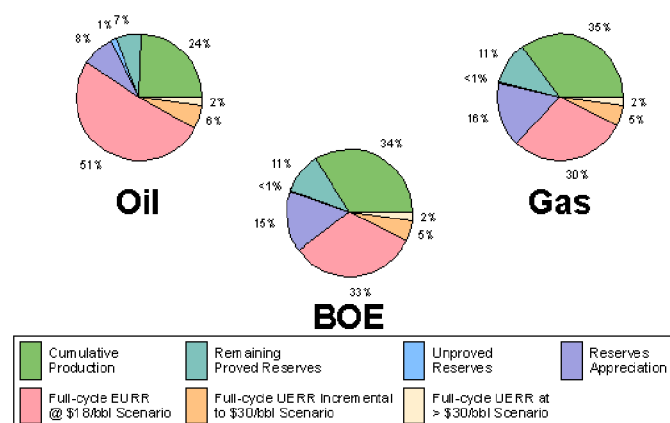 1%
7%
8%
24%
2%
6%
51%
Oil
35%
11%
<1%
2%
5%
16%
30%
Gas
34%
11%
<1%
2%
5%
15%
33%
BOE
Cumulative
Production
Remaining
Proved Reserves
Unproved
Reserves
Reserves
Appreciation
Full-cycle EURR
@ $18/bbl Scenario
Full-cycle UERR Incremental
to $30/bbl Scenario
Full-cycle UERR at
> $30/bbl Scenario